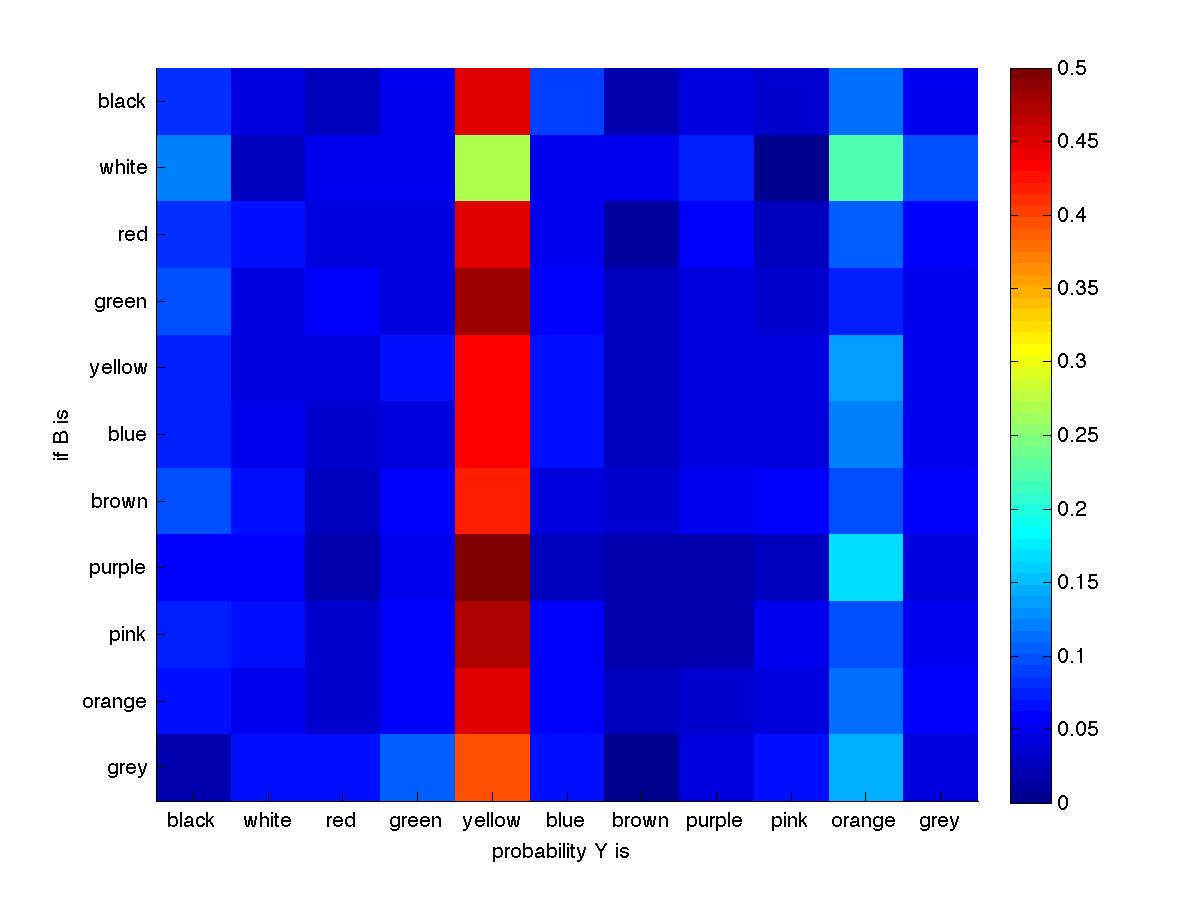 if B is
black
white
red
green
yellow
blue
brown
purple
pink
orange
grey
black white red green yellow blue brown purple pink orange grey
probability Y is
0.5
0.45
0.4
0.35
0.3
0.25
0.2
0.15
0.1
0.05
0